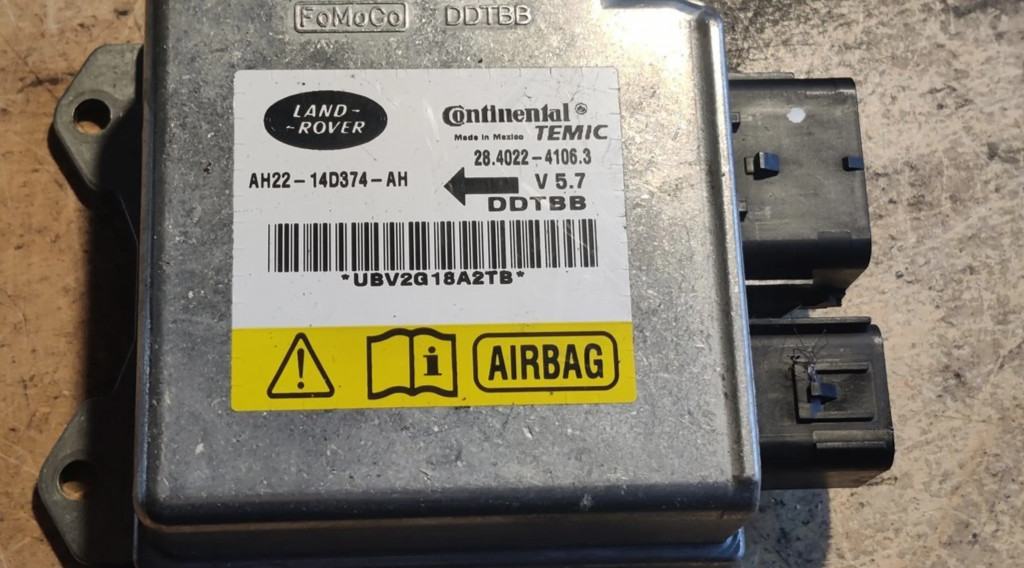 FoMoCo DDTBB
LAND-
-ROVER
Continental
Made in Mexico TEMIC
28.4022-4106.3
AH22-14D374-AH
V 5.7
DDTBB
*UBV2G18A2TB*
i
AIRBAG